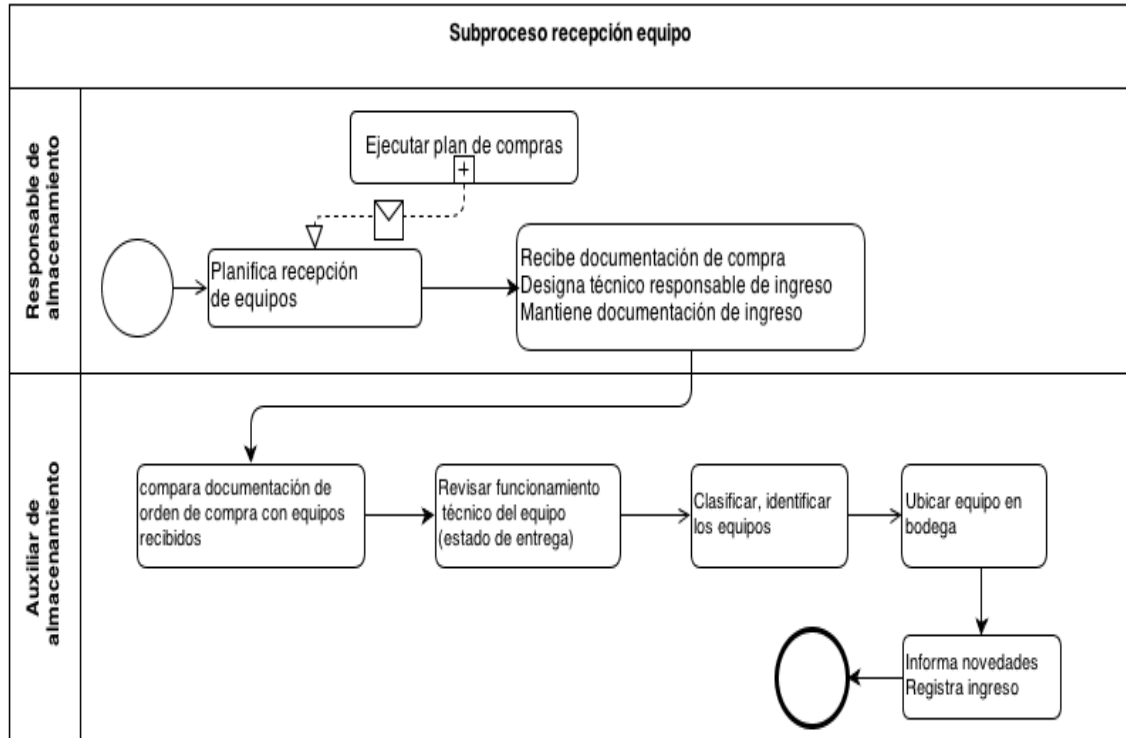 Subproceso recepción equipo
Responsable de
almacenamiento
Ejecutar plan de compras
+
Planifica recepción
de equipos
Recibe documentación de compra
Designa técnico responsable de ingreso
Mantiene documentación de ingreso
Auxiliar de
almacenamiento
compara documentación de
orden de compra con equipos
recibidos
Revisar funcionamiento
técnico del equipo
(estado de entrega)
Clasificar, identificar
los equipos
Ubicar equipo en
bodega
Informa novedades
Registra ingreso